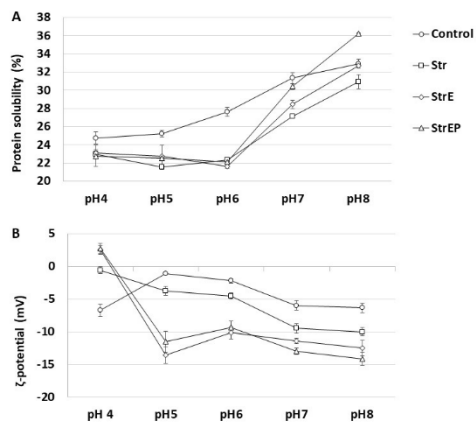 A
Protein solubility (%)
38
36
34
32
30
28
26
24
22
20
pH4 pH5 pH6 pH7 pH8
Control
Str
StrE
StrEP
B
ζ-potential (mV)
5
0
-5
-10
-15
-20
pH 4 pH5 pH6 pH7 pH8